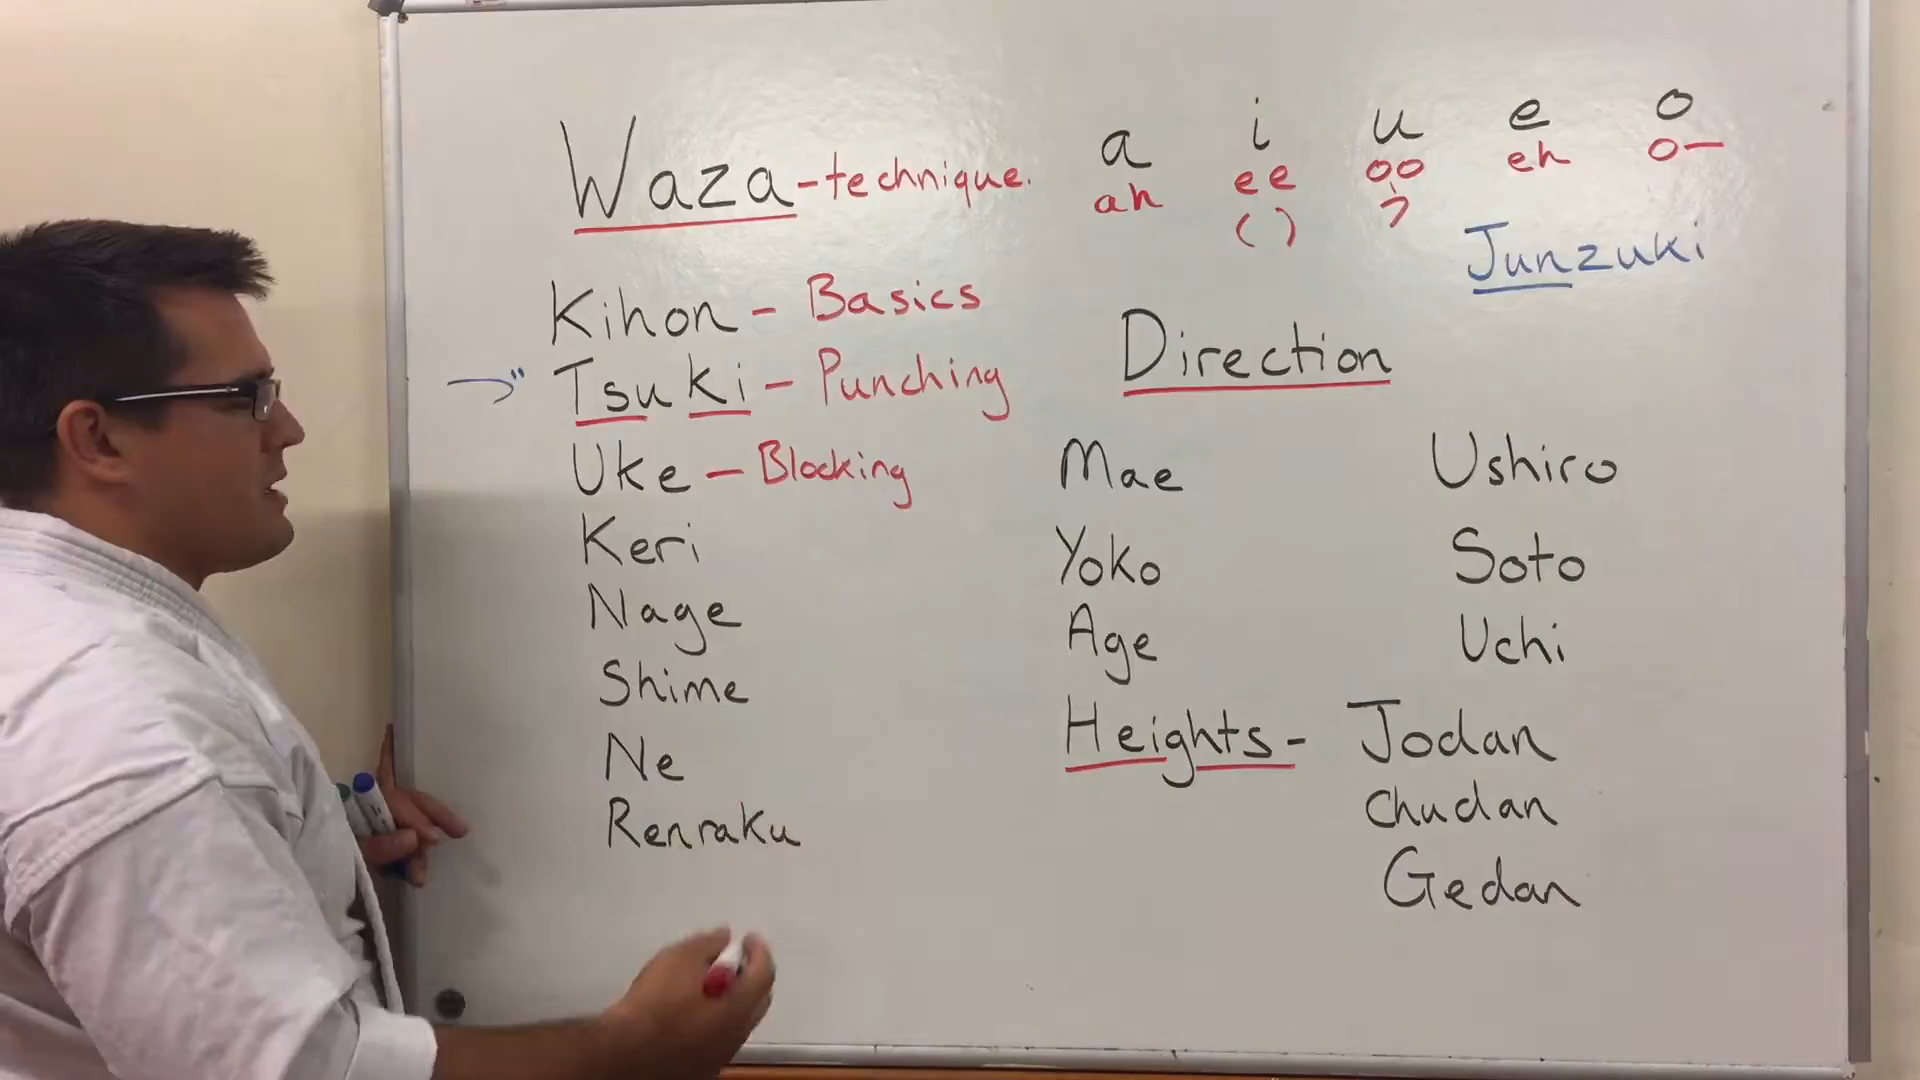 Waza - technique.
a i u e o
ah ee oo eh o—
( )
Junzuki
Kihon - Basics
Tsuki - Punching
Uke - Blocking
Keri
Nage
Shime
Ne
Renraku
Direction
Mae Ushiro
Yoko Soto
Age Uchi
Heights - Jodan
Chudan
Gedan